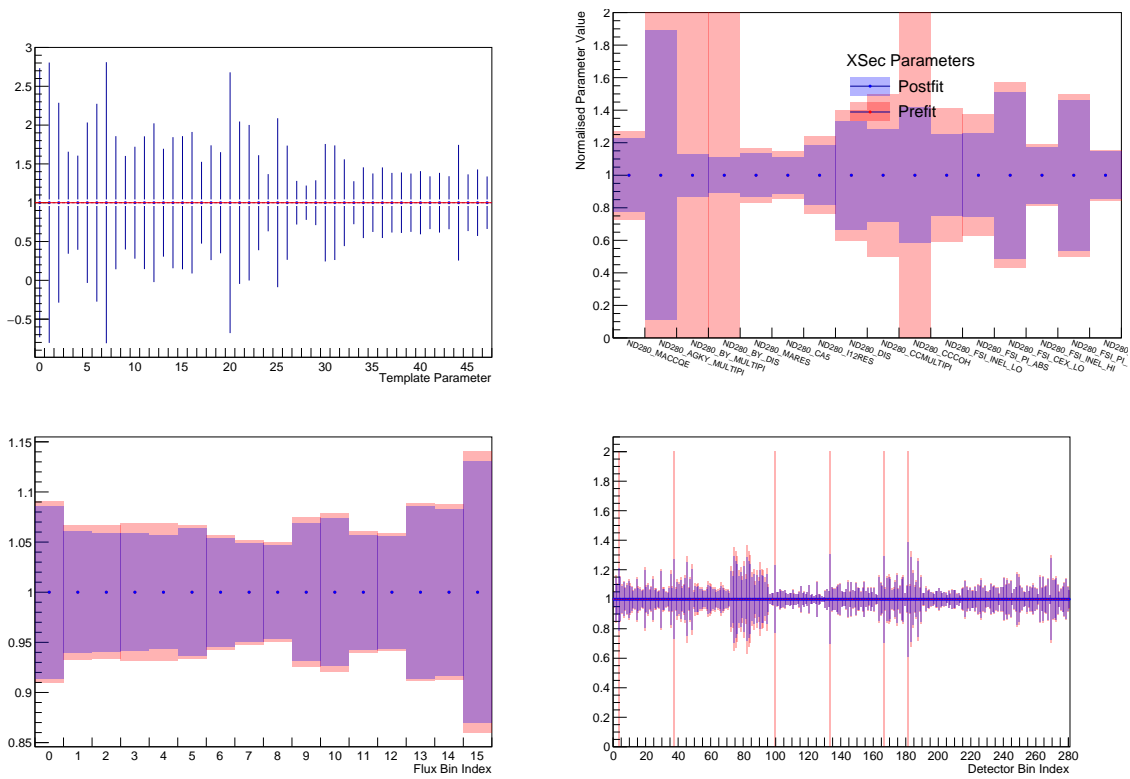 3
2.5
2
1.5
1
0.5
0
−0.5
0 5 10 15 20 25 30 35 40 45
Template Parameter
Normalised Parameter Value
2
1.8
1.6
1.4
1.2
1
0.8
0.6
0.4
0.2
0
XSec Parameters
Postfit
Prefit
ND280_MACCQE
ND280_AGKY_MULTIPI
ND280_BY_MULTIPI
ND280_BY_DIS
ND280_MARES
ND280_CA5
ND280_I12RES
ND280_DIS
ND280_CCMULTIPI
ND280_CCCOH
ND280_FSI_INEL_LO
ND280_FSI_PI_ABS
ND280_FSI_CEX_LO
ND280_FSI_INEL_HI
ND280_FSI_PI_
ND280_
1.15
1.1
1.05
1
0.95
0.9
0.85
0 1 2 3 4 5 6 7 8 9 10 11 12 13 14 15
Flux Bin Index
2
1.8
1.6
1.4
1.2
1
0.8
0.6
0.4
0.2
0
0 20 40 60 80 100 120 140 160 180 200 220 240 260 280
Detector Bin Index